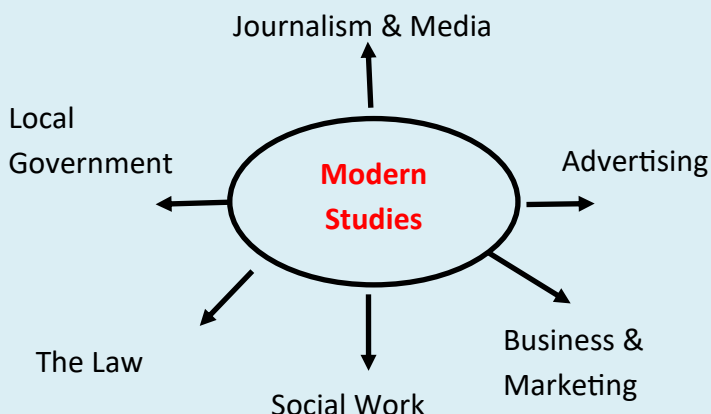 Journalism & Media
Local
Government
Advertising
Modern
Studies
The Law
Business &
Marketing
Social Work